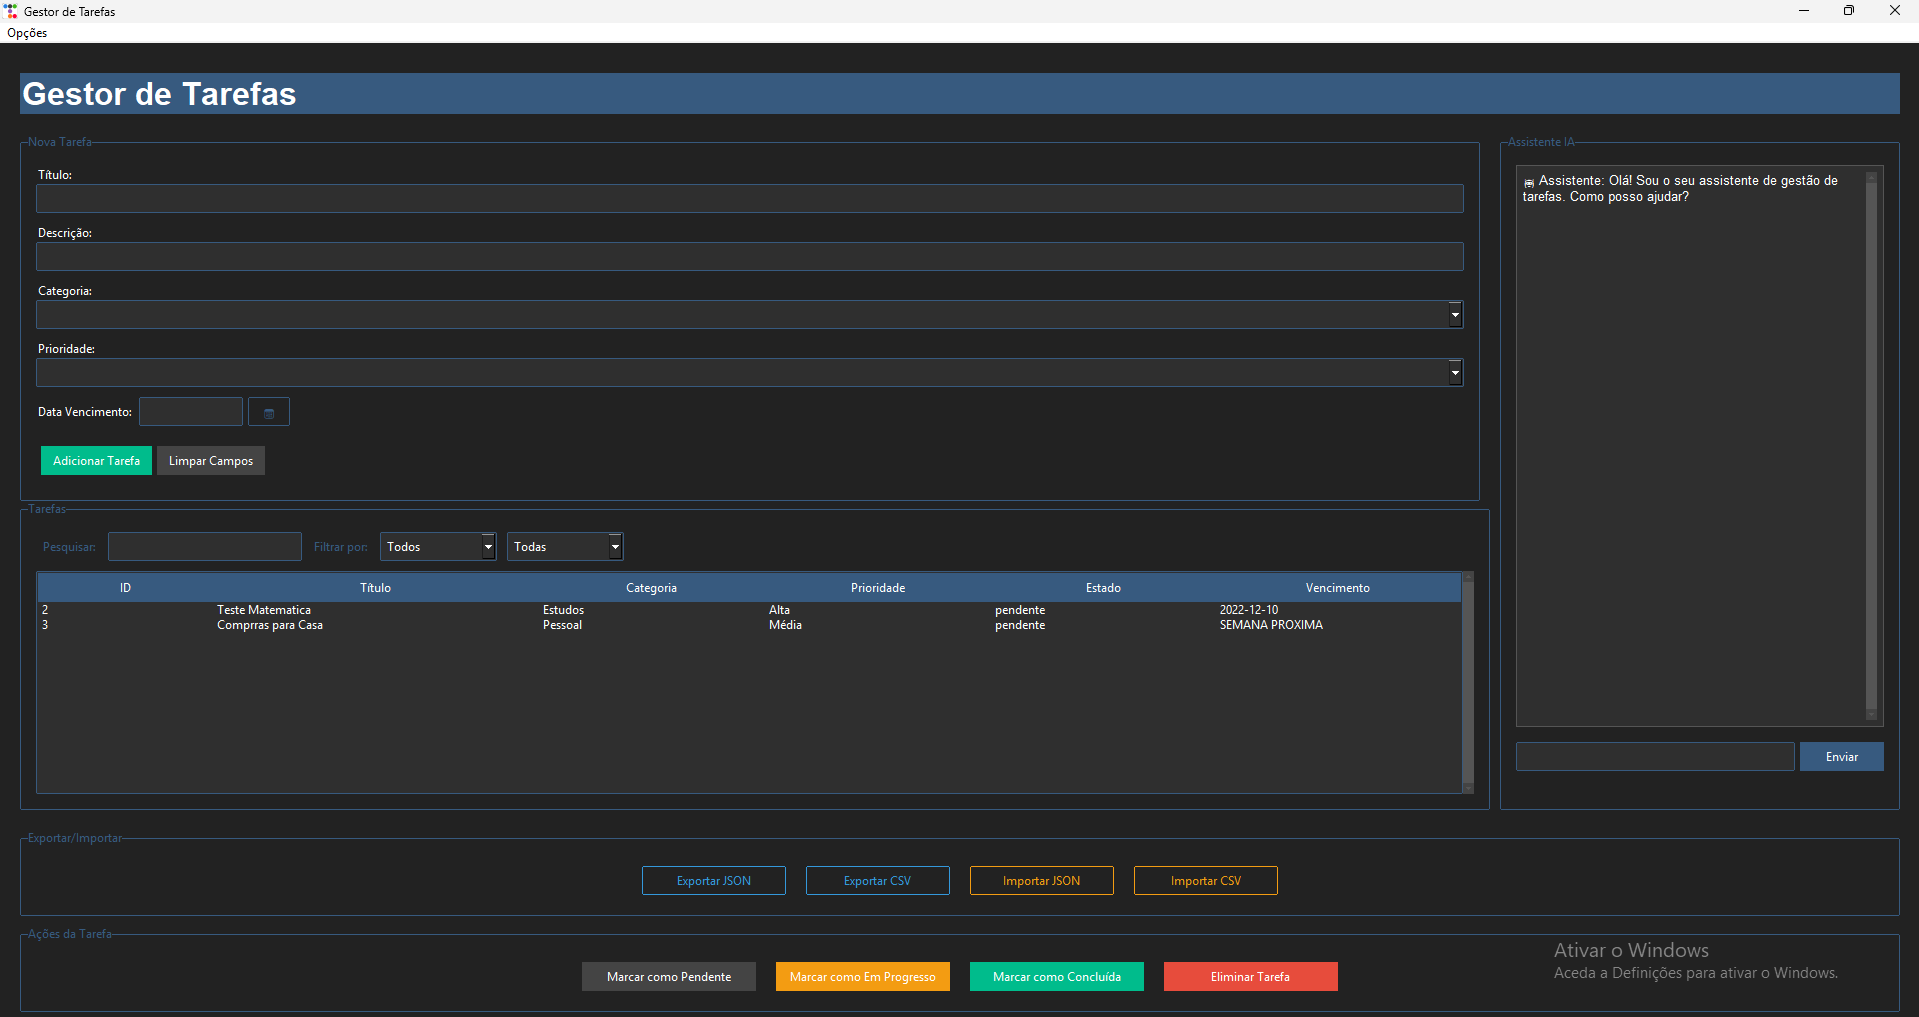 Gestor de Tarefas
Opções
Gestor de Tarefas
Nova Tarefa
Título:
Descrição:
Categoria:
Prioridade:
Data Vencimento:
Adicionar Tarefa Limpar Campos
Tarefas
Pesquisar: Filtrar por: Todos Todas
ID Título Categoria Prioridade Estado Vencimento
2 Teste Matematica Estudos Alta pendente 2022-12-10
3 Comprras para Casa Pessoal Média pendente SEMANA PROXIMA
Assistente IA
Assistente: Olá! Sou o seu assistente de gestão de
tarefas. Como posso ajudar?
Enviar
Exportar/Importar
Exportar JSON Exportar CSV Importar JSON Importar CSV
Ações da Tarefa
Marcar como Pendente Marcar como Em Progresso Marcar como Concluída Eliminar Tarefa
Ativar o Windows
Aceda a Definições para ativar o Windows.